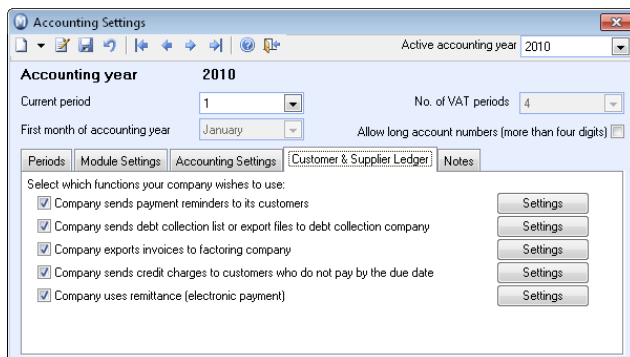 Accounting Settings
Active accounting year 2010
Accounting year 2010
Current period 1 No. of VAT periods 4
First month of accounting year January Allow long account numbers (more than four digits)
Periods Module Settings Accounting Settings Customer & Supplier Ledger Notes
Select which functions your company wishes to use:
Company sends payment reminders to its customers Settings
Company sends debt collection list or export files to debt collection company Settings
Company exports invoices to factoring company Settings
Company sends credit charges to customers who do not pay by the due date Settings
Company uses remittance (electronic payment) Settings